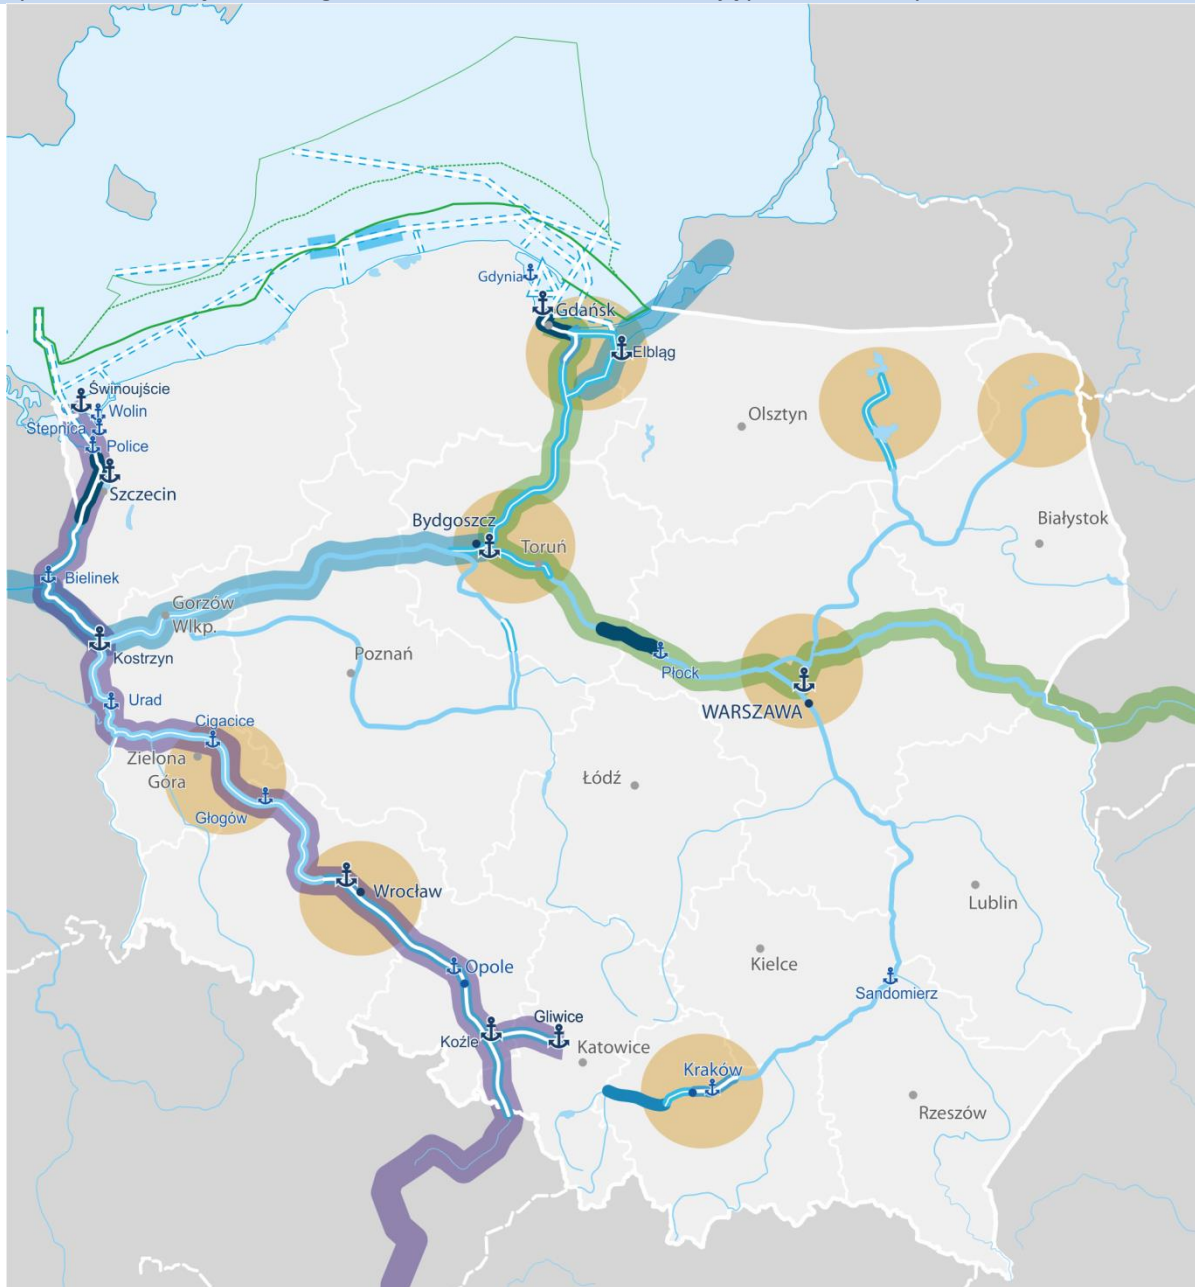 Gdynia
Gdańsk
Elbląg
Świnoujście
Wolin
Stepnica
Police
Szczecin
Olsztyn
Bydgoszcz
Toruń
Białystok
Bielinek
Gorzów
Wlkp.
Kostrzyn
Poznań
Płock
Urad
WARSZAWA
Cigacice
Zielona
Góra
Łódź
Głogów
Wrocław
Lublin
Opole
Kielce
Sandomierz
Gliwice
Koźle
Katowice
Kraków
Rzeszów